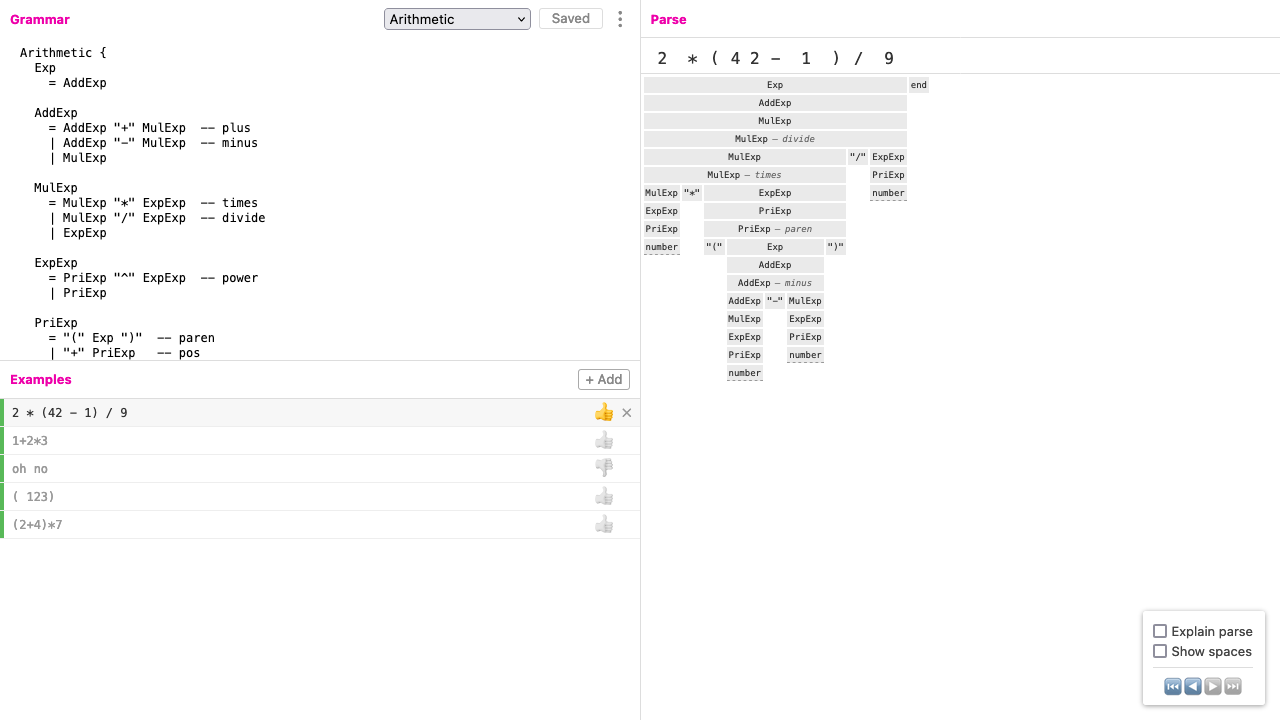 Grammar
Arithmetic
Saved
Arithmetic {
Exp
= AddExp
AddExp
= AddExp "+" MulExp -- plus
| AddExp "-" MulExp -- minus
| MulExp
MulExp
= MulExp "*" ExpExp -- times
| MulExp "/" ExpExp -- divide
| ExpExp
ExpExp
= PriExp "^" ExpExp -- power
| PriExp
PriExp
= "(" Exp ")" -- paren
| "+" PriExp -- pos
Examples
+ Add
2 * (42 - 1) / 9
1+2*3
oh no
( 123)
(2+4)*7
Parse
2 * ( 4 2 - 1 ) / 9
Exp end
AddExp
MulExp
MulExp – divide
MulExp "/" ExpExp
MulExp – times PriExp
MulExp "*" ExpExp number
ExpExp PriExp
PriExp PriExp – paren
number "(" Exp ")"
AddExp
AddExp – minus
AddExp "-" MulExp
MulExp ExpExp
ExpExp PriExp
PriExp number
number
Explain parse
Show spaces